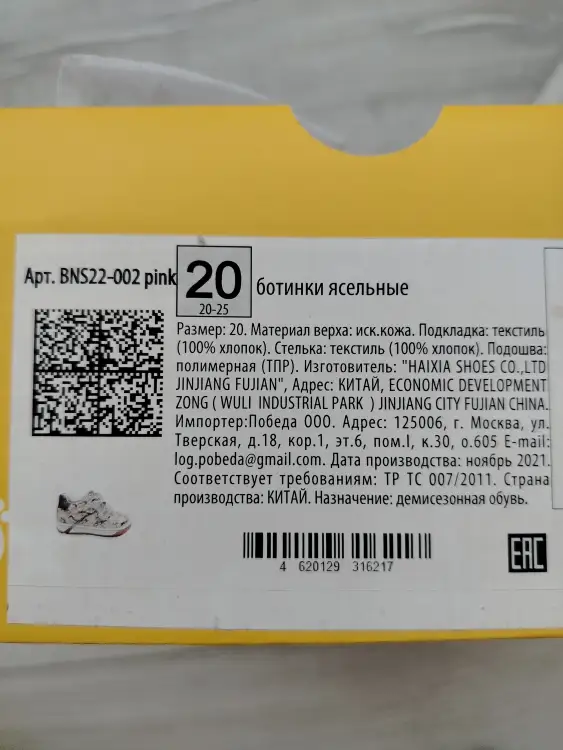 Арт. BNS22-002 pink
20
20-25
ботинки ясельные
Размер: 20. Материал верха: иск.кожа. Подкладка: текстиль
(100% хлопок). Стелька: текстиль (100% хлопок). Подошва:
полимерная (ТПР). Изготовитель: "HAIXIA SHOES CO.,LTD
JINJIANG FUJIAN", Адрес: КИТАЙ, ECONOMIC DEVELOPMENT
ZONG ( WULI INDUSTRIAL PARK ) JINJIANG CITY FUJIAN CHINA.
Импортер:Победа ООО. Адрес: 125006, г. Москва, ул.
Тверская, д.18, кор.1, эт.6, пом.I, к.30, о.605 E-mail:
log.pobeda@gmail.com. Дата производства: ноябрь 2021.
Соответствует требованиям: ТР ТС 007/2011. Страна
производства: КИТАЙ. Назначение: демисезонная обувь.
4 620129 316217
EAC